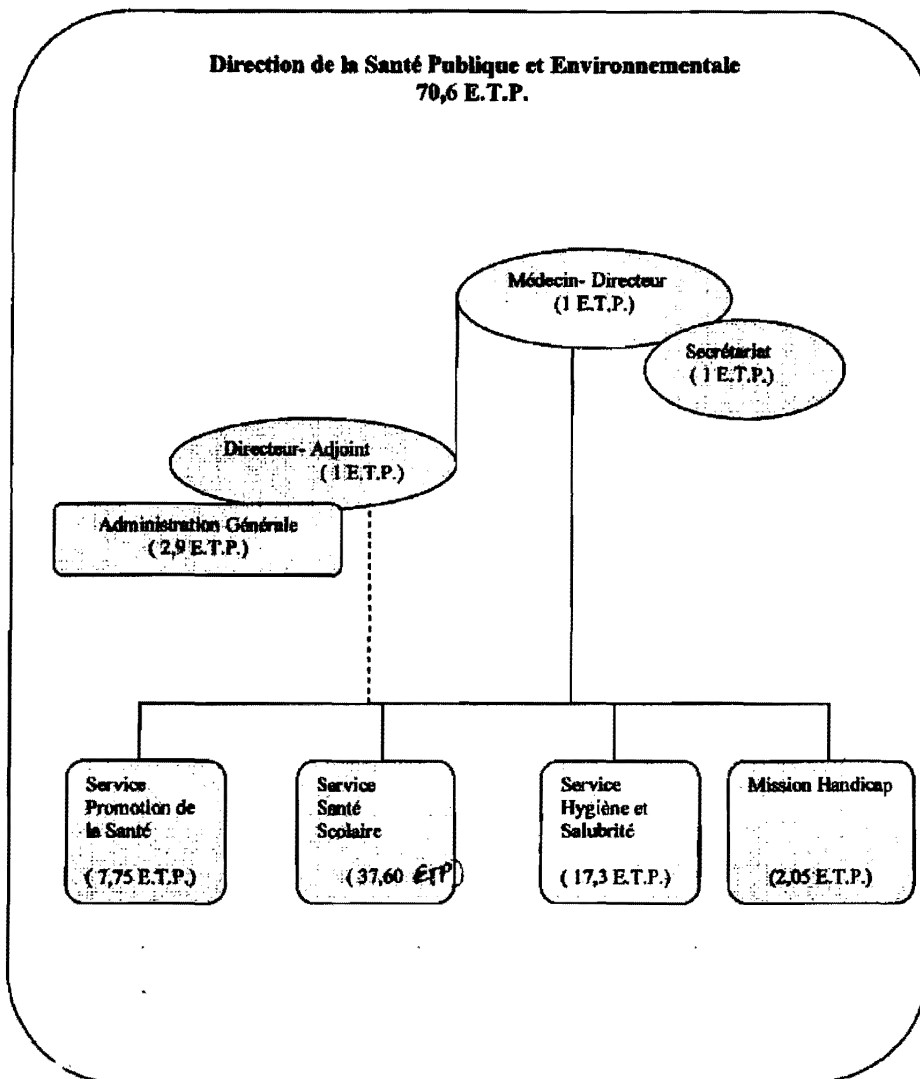 Direction de la Santé Publique et Environnementale
70,6 E.T.P.
Médecin- Directeur
(1 E.T.P.)
Secrétariat
( 1 E.T.P.)
Directeur- Adjoint
( 1 E.T.P.)
Administration Générale
( 2,9 E.T.P.)
Service
Promotion de
la Santé
( 7,75 E.T.P.)
Service
Santé
Scolaire
( 37,60 ETP)
Service
Hygiène et
Salubrité
( 17,3 E.T.P.)
Mission Handicap
(2,05 E.T.P.)